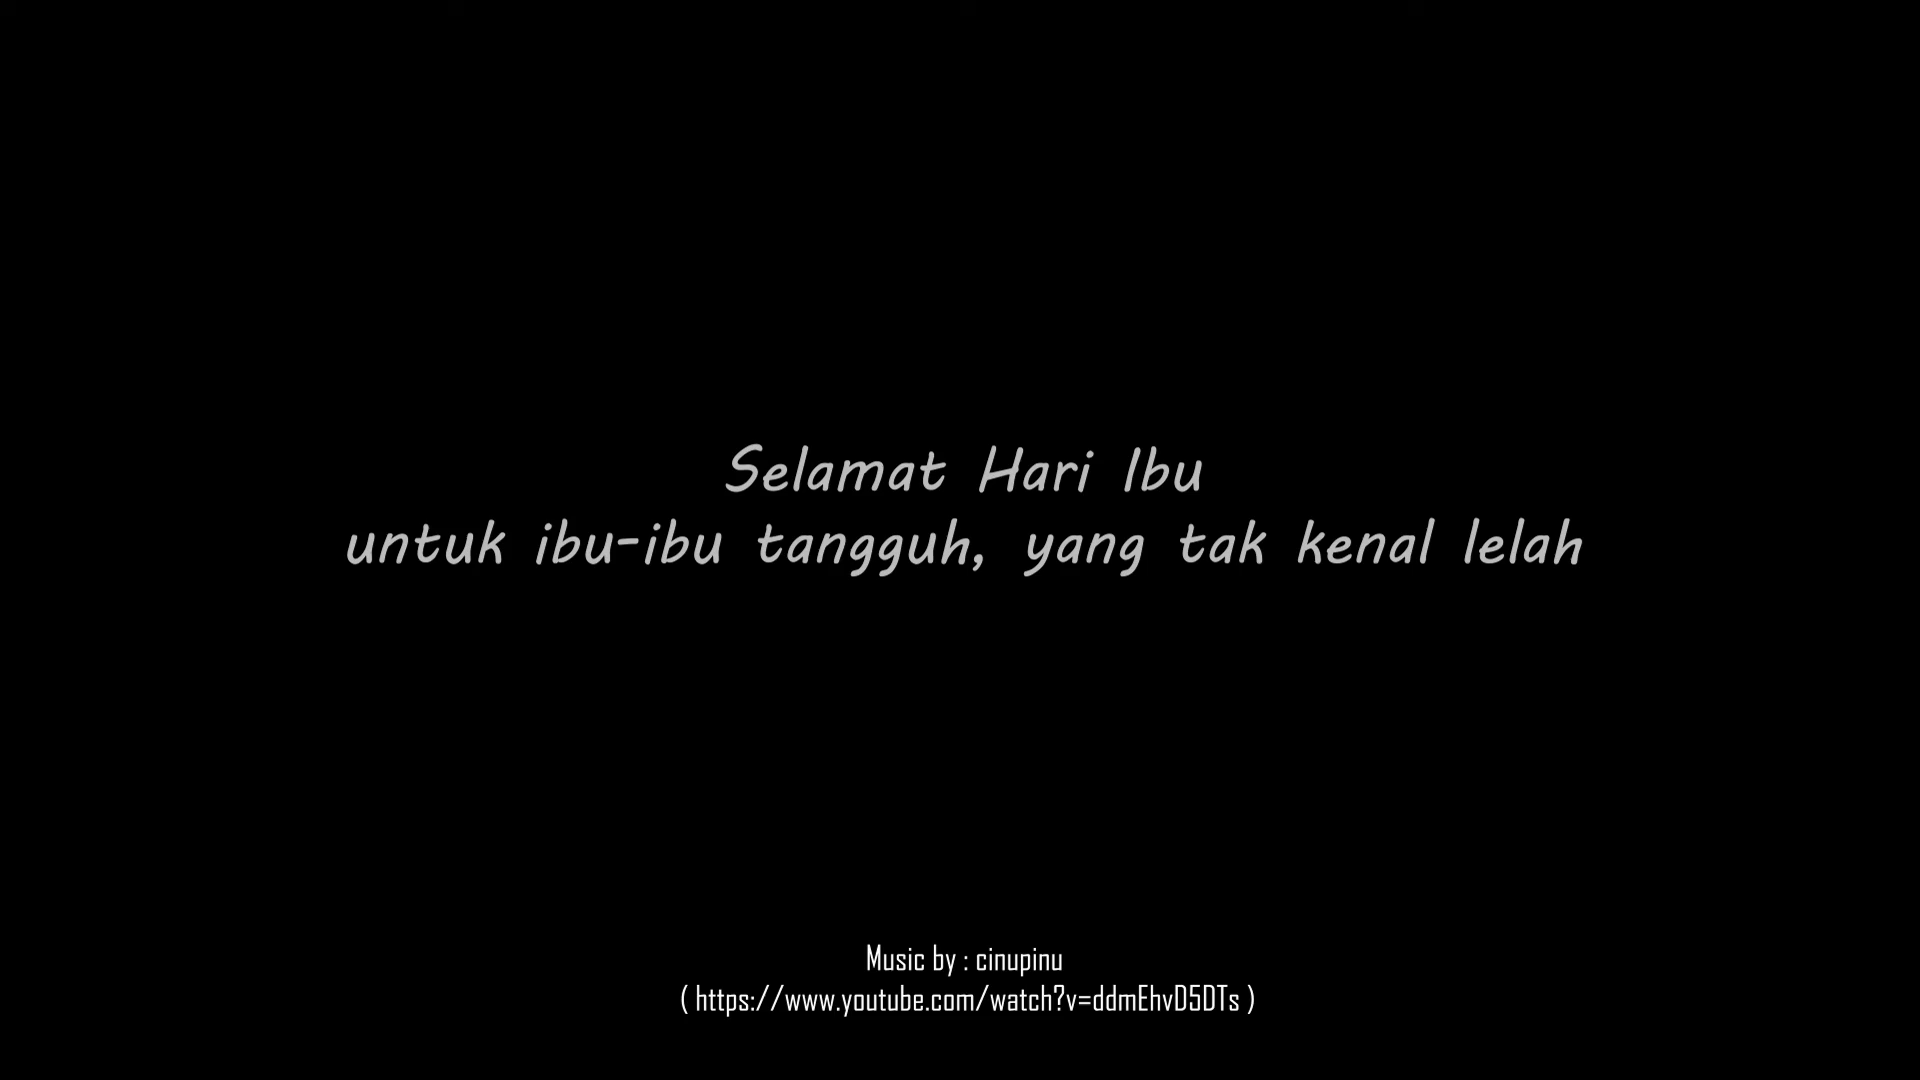 Selamat Hari Ibu
untuk ibu-ibu tangguh, yang tak kenal lelah
Music by : cinupinu
( https://www.youtube.com/watch?v=ddmEhvD5DTs )